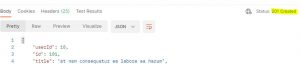 Body Cookies Headers (25) Test Results Status: 201 Created
Pretty Raw Preview Visualize JSON
1 {
2 "userId": 10,
3 "id": 101,
4 "title": "at nam consequatur ea labore ea harum",